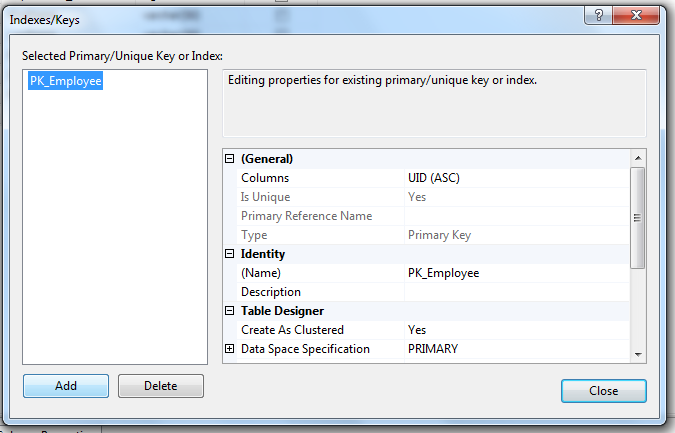 Indexes/Keys
Selected Primary/Unique Key or Index:
PK_Employee
Editing properties for existing primary/unique key or index.
(General)
Columns UID (ASC)
Is Unique Yes
Primary Reference Name
Type Primary Key
Identity
(Name) PK_Employee
Description
Table Designer
Create As Clustered Yes
Data Space Specification PRIMARY
Add Delete
Close